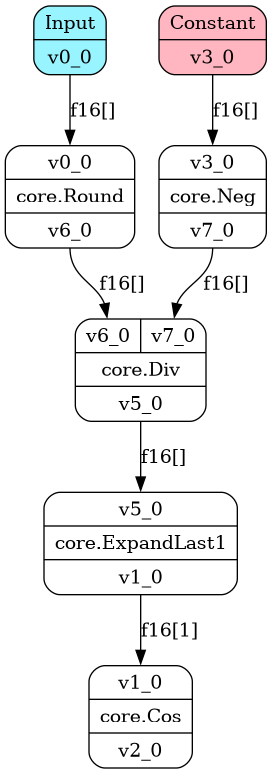 Input
v0_0
Constant
v3_0
f16[]
f16[]
v0_0
core.Round
v6_0
v3_0
core.Neg
v7_0
f16[]
f16[]
v6_0 v7_0
core.Div
v5_0
f16[]
v5_0
core.ExpandLast1
v1_0
f16[1]
v1_0
core.Cos
v2_0